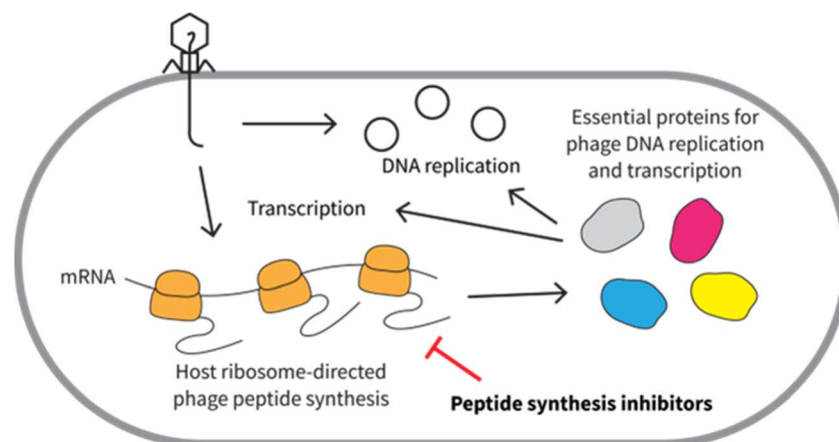 Essential proteins for
phage DNA replication
and transcription
DNA replication
Transcription
mRNA
Host ribosome-directed
phage peptide synthesis
Peptide synthesis inhibitors